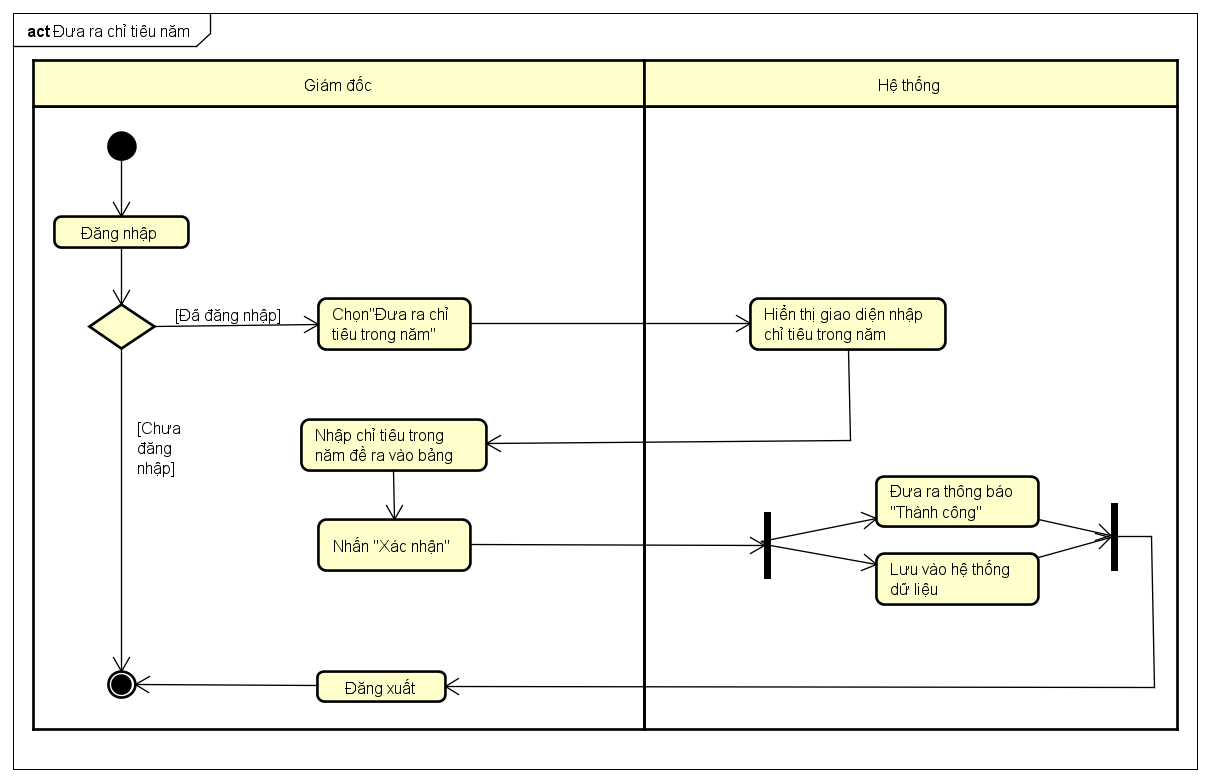 act Đưa ra chỉ tiêu năm
Giám đốc
Hệ thống
Đăng nhập
[Đã đăng nhập]
Chọn"Đưa ra chỉ
tiêu trong năm"
Hiển thị giao diện nhập
chỉ tiêu trong năm
[Chưa
đăng
nhập]
Nhập chỉ tiêu trong
năm đề ra vào bảng
Nhấn "Xác nhận"
Đưa ra thông báo
"Thành công"
Lưu vào hệ thống
dữ liệu
Đăng xuất